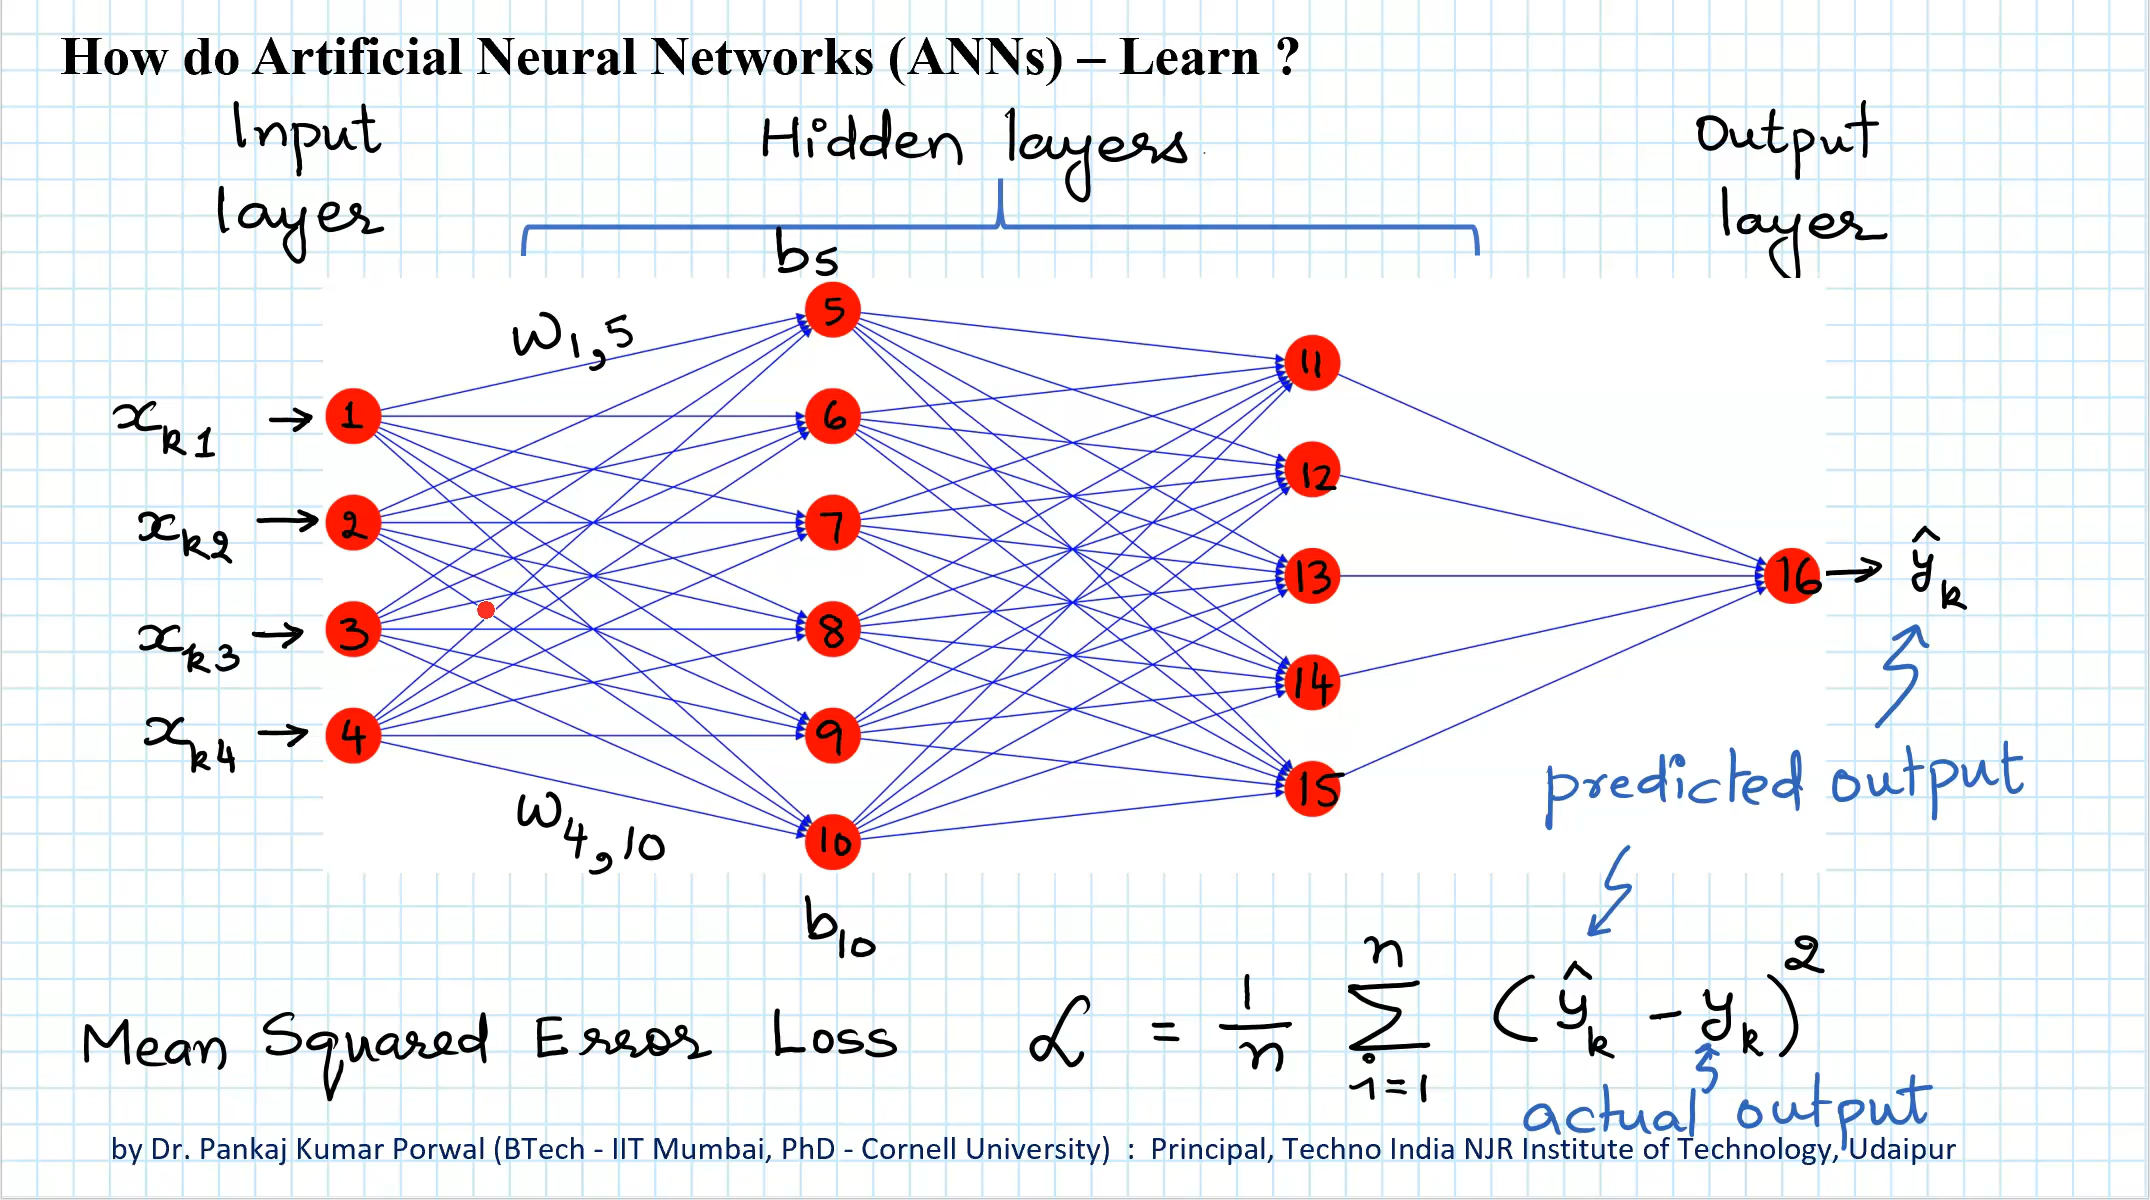 How do Artificial Neural Networks (ANNs) – Learn ?
Input layer
Hidden layers
Output layer
b5
w1,5
5
11
xk1 → 1
6
12
xk2 → 2
7
13
16 → ŷk
xk3 → 3
8
14
xk4 → 4
9
15
predicted output
w4,10
10
b10
Mean Squared Error Loss ℒ = 1/n Σ i=1 n (ŷk - yk)2
actual output
by Dr. Pankaj Kumar Porwal (BTech - IIT Mumbai, PhD - Cornell University) : Principal, Techno India NJR Institute of Technology, Udaipur